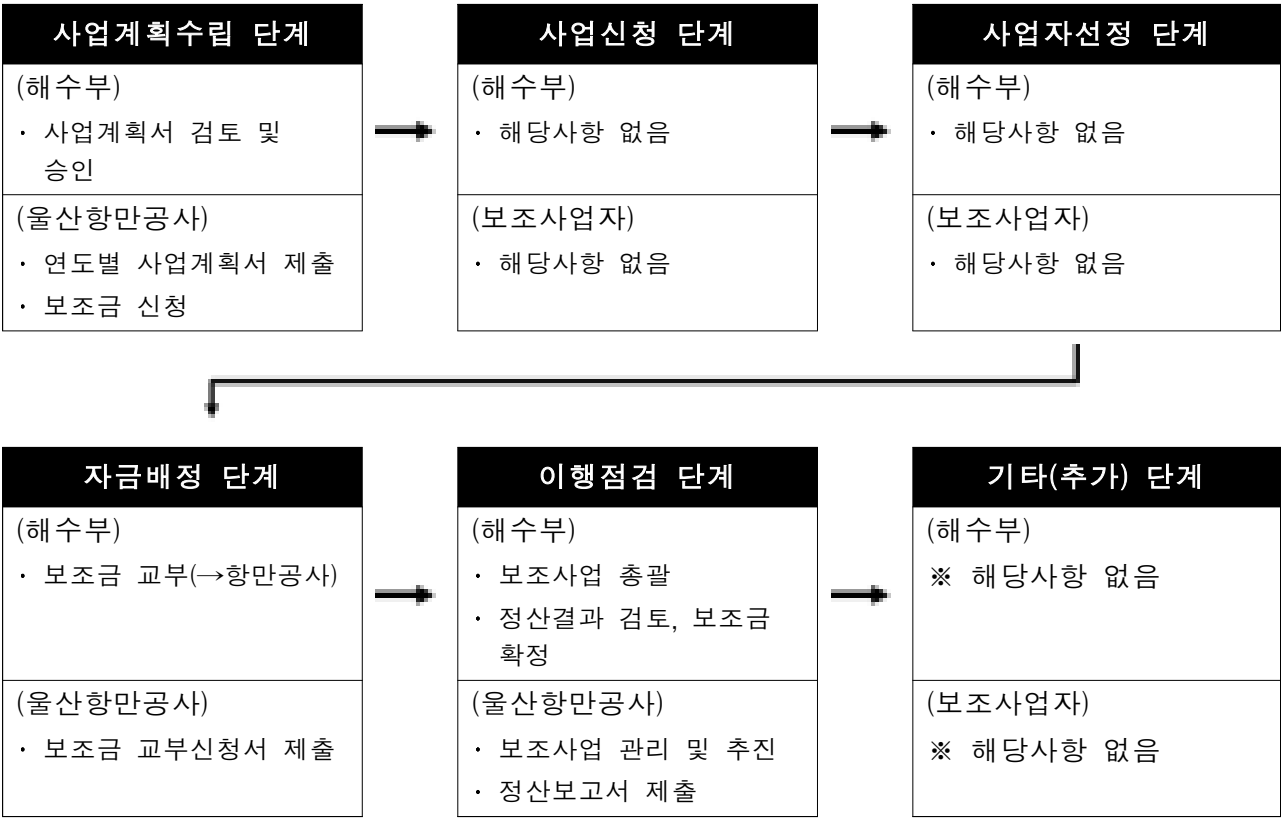 사업계획수립 단계
(해수부)
· 사업계획서 검토 및
승인
(울산항만공사)
· 연도별 사업계획서 제출
· 보조금 신청
사업신청 단계
(해수부)
· 해당사항 없음
(보조사업자)
· 해당사항 없음
사업자선정 단계
(해수부)
· 해당사항 없음
(보조사업자)
· 해당사항 없음
자금배정 단계
(해수부)
· 보조금 교부(→항만공사)
(울산항만공사)
· 보조금 교부신청서 제출
이행점검 단계
(해수부)
· 보조사업 총괄
· 정산결과 검토, 보조금
확정
(울산항만공사)
· 보조사업 관리 및 추진
· 정산보고서 제출
기타(추가) 단계
(해수부)
※ 해당사항 없음
(보조사업자)
※ 해당사항 없음